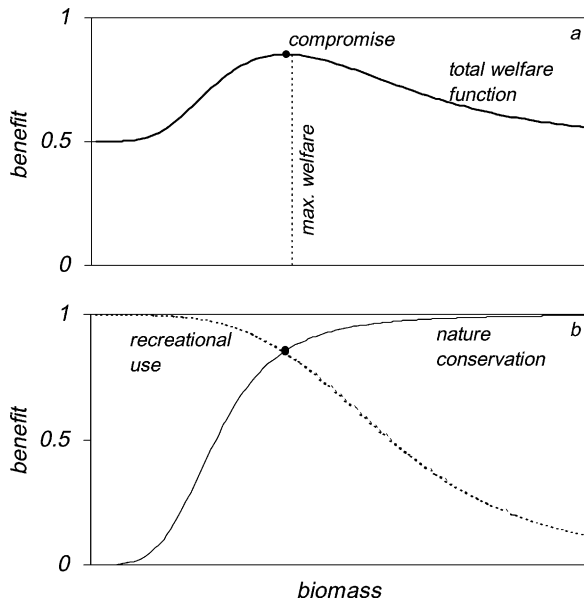 1
a
compromise
total welfare
function
0.5
benefit
max. welfare
0
1
b
recreational
use
nature
conservation
0.5
benefit
0
biomass